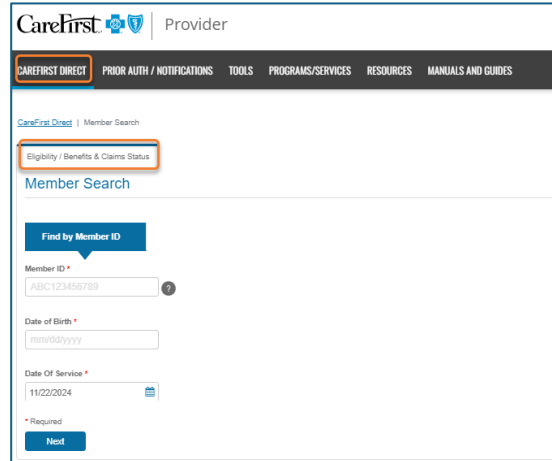 CareFirst Provider
CAREFIRST DIRECT PRIOR AUTH / NOTIFICATIONS TOOLS PROGRAMS/SERVICES RESOURCES MANUALS AND GUIDES
CareFirst Direct | Member Search
Eligibility / Benefits & Claims Status
Member Search
Find by Member ID
Member ID *
ABC123456789 ?
Date of Birth *
mm/dd/yyyy
Date Of Service *
11/22/2024
* Required
Next